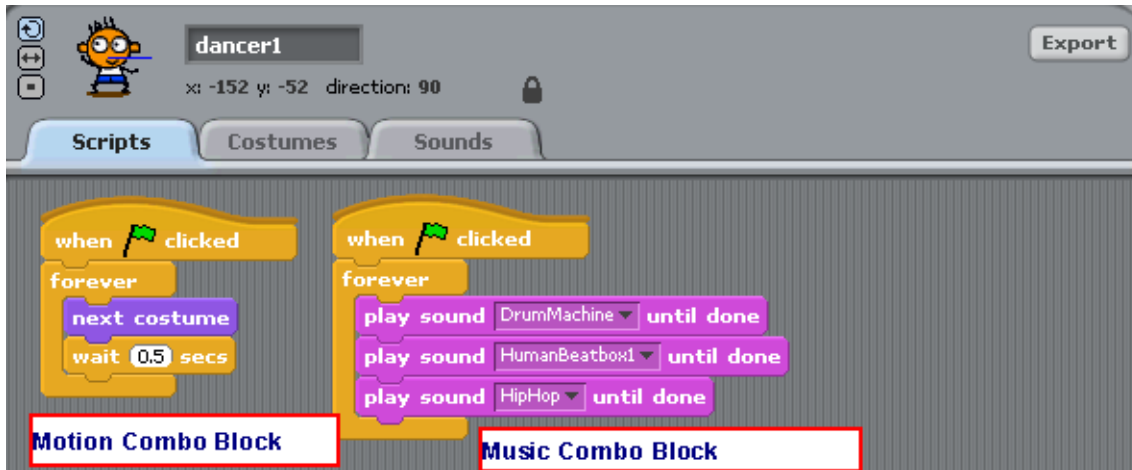 dancer1
Export
x: -152 y: -52 direction: 90
Scripts
Costumes
Sounds
when clicked
forever
next costume
wait 0.5 secs
when clicked
forever
play sound DrumMachine until done
play sound HumanBeatbox1 until done
play sound HipHop until done
Motion Combo Block
Music Combo Block